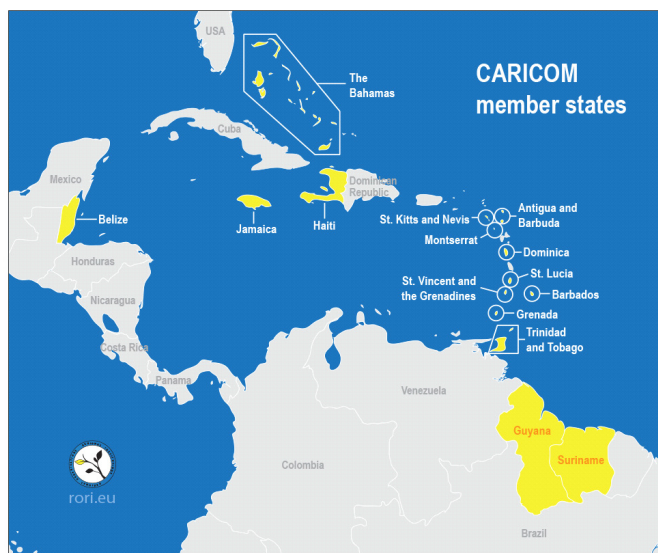 USA
The
Bahamas
CARICOM
member states
Cuba
Mexico
Dominican
Republic
Belize
Jamaica
Haiti
St. Kitts and Nevis
Antigua and
Barbuda
Montserrat
Honduras
Dominica
Nicaragua
St. Lucia
St. Vincent and
the Grenadines
Barbados
Grenada
Costa Rica
Trinidad
and Tobago
Panama
Venezuela
Guyana
Suriname
Colombia
rori.eu
Brazil